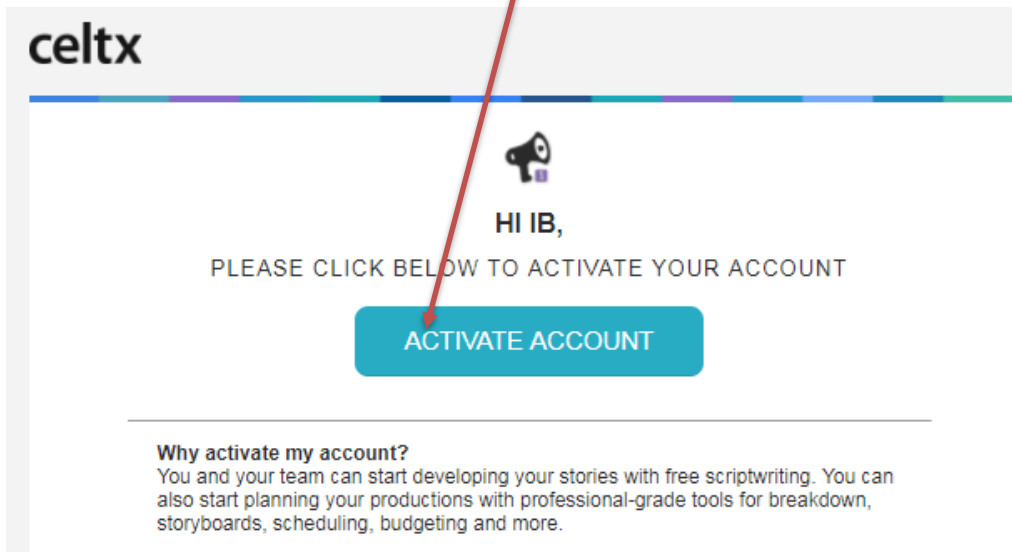 celtx
HI IB,
PLEASE CLICK BELOW TO ACTIVATE YOUR ACCOUNT
ACTIVATE ACCOUNT
Why activate my account?
You and your team can start developing your stories with free scriptwriting. You can
also start planning your productions with professional-grade tools for breakdown,
storyboards, scheduling, budgeting and more.